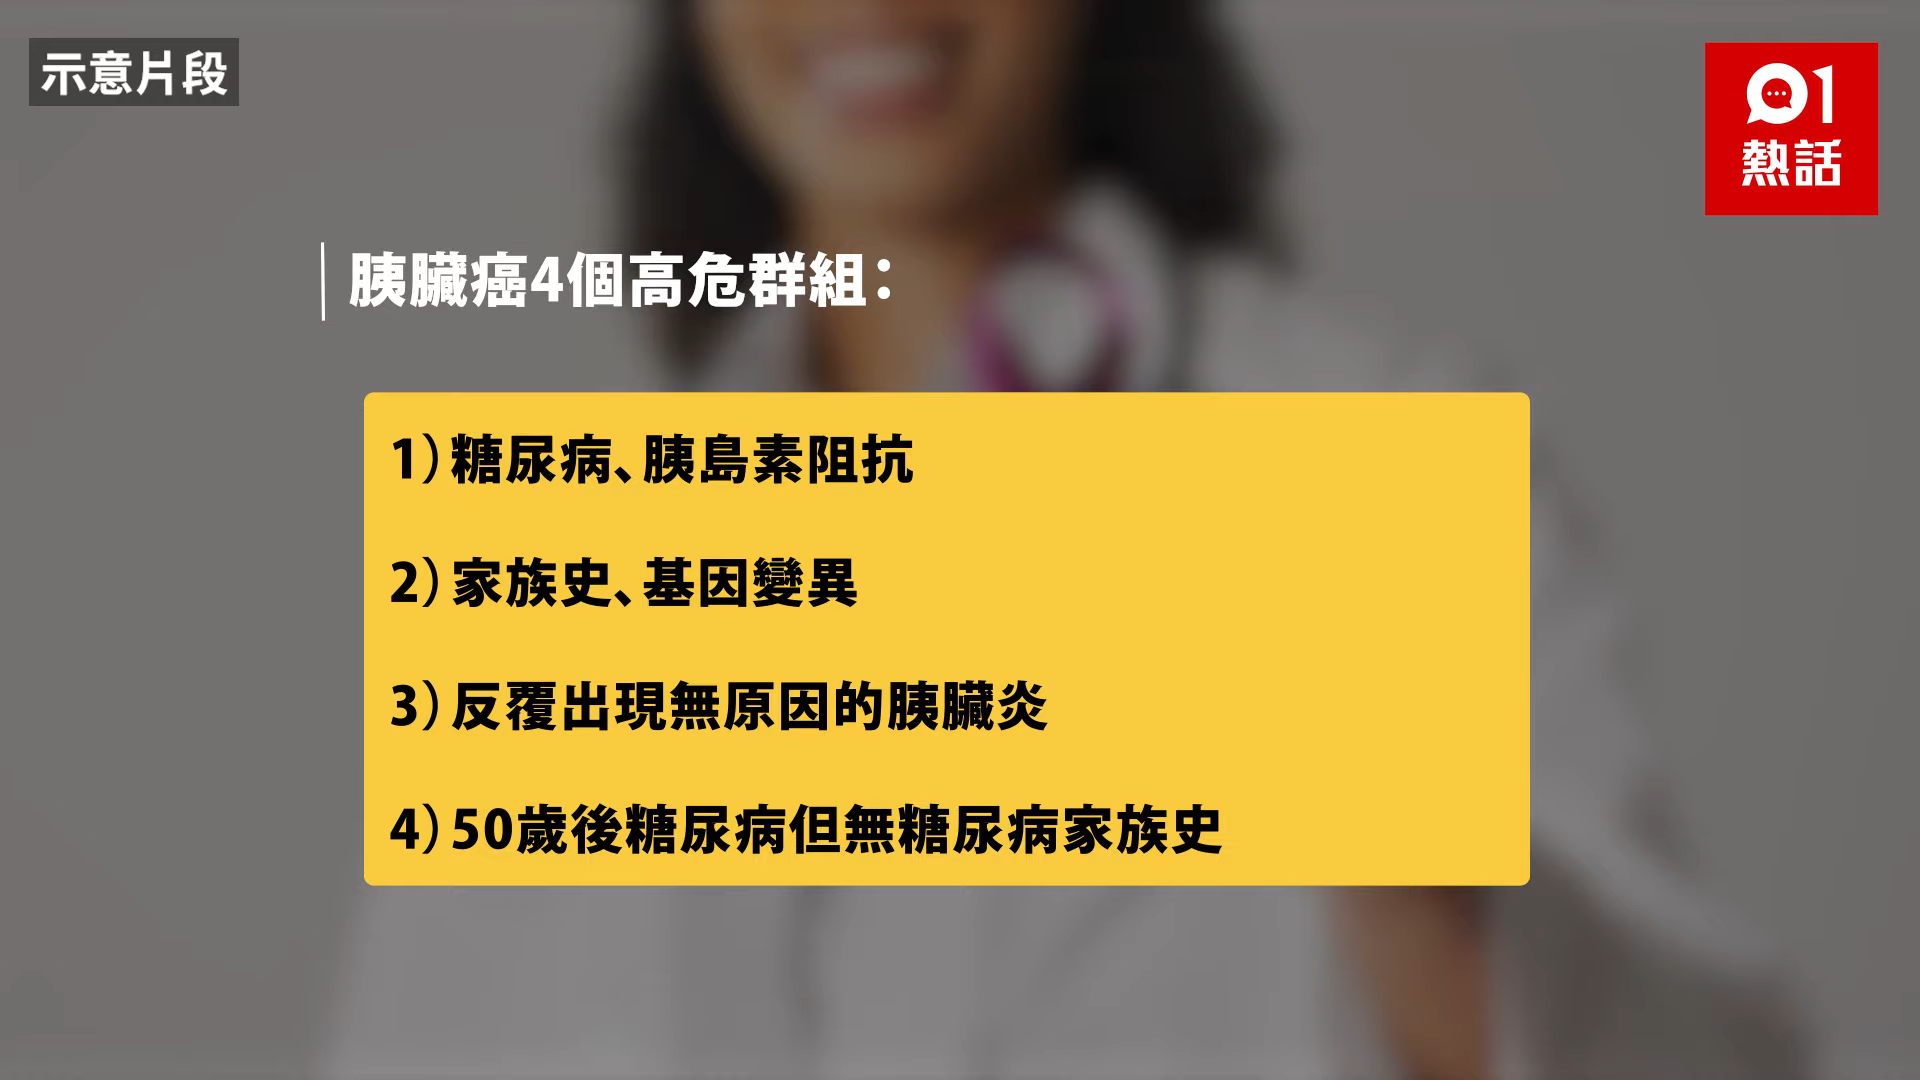 示意片段
01
熱話
胰臟癌4個高危群組：
1）糖尿病、胰島素阻抗
2）家族史、基因變異
3）反覆出現無原因的胰臟炎
4）50歲後糖尿病但無糖尿病家族史